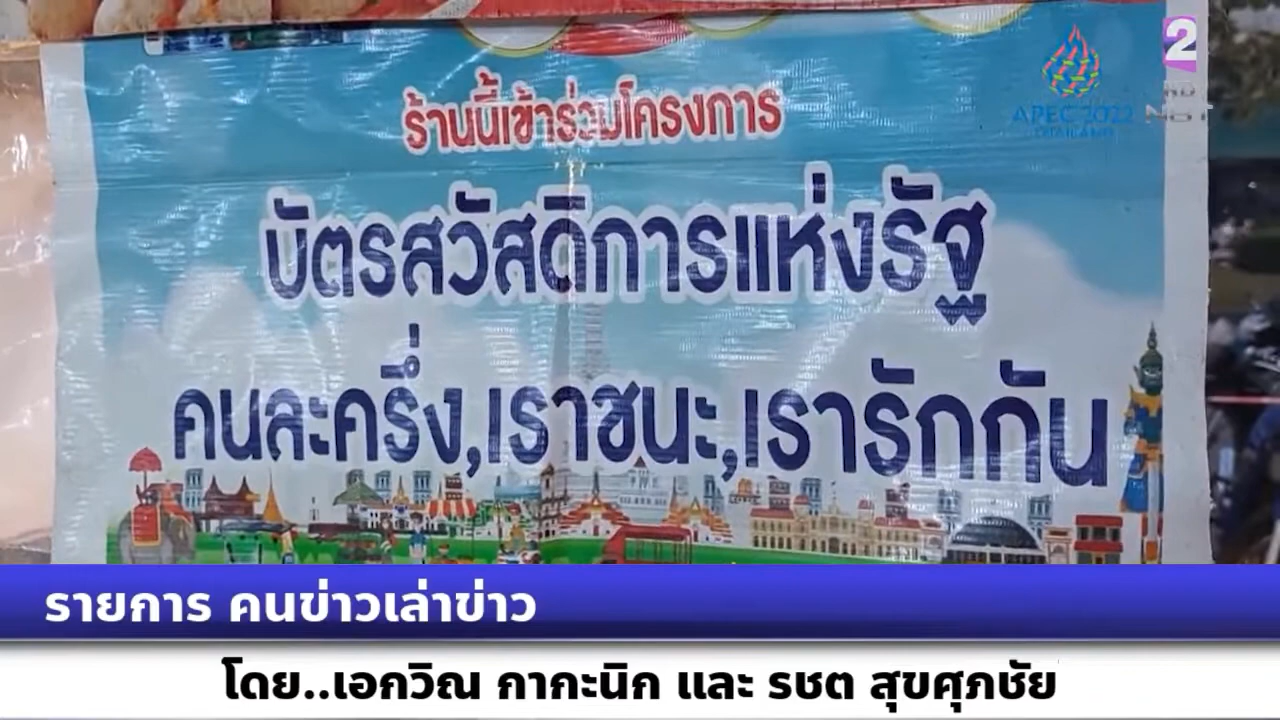 ร้านนี้เข้าร่วมโครงการ
บัตรสวัสดิการแห่งรัฐ
คนละครึ่ง,เราชนะ,เรารักกัน
APEC 2022
THAILAND
2
HD
NBT
รายการ คนข่าวเล่าข่าว
โดย..เอกวิณ กากะนิก และ รชต สุขศุภชัย